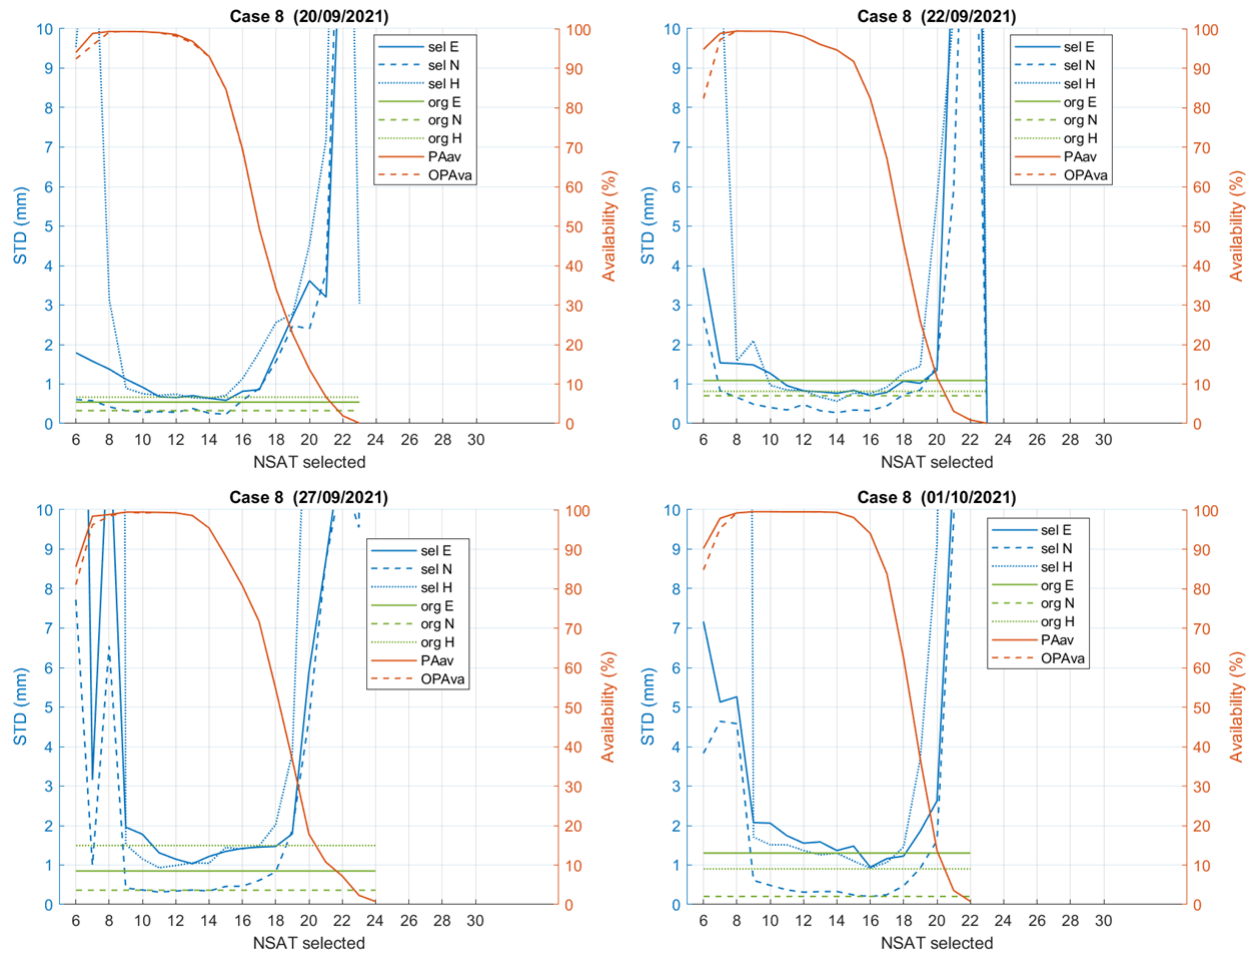 Case 8 (20/09/2021)
STD (mm)
0 1 2 3 4 5 6 7 8 9 10
0 10 20 30 40 50 60 70 80 90 100
Availability (%)
sel E
sel N
sel H
org E
org N
org H
PAav
OPAva
6 8 10 12 14 16 18 20 22 24 26 28 30
NSAT selected
Case 8 (22/09/2021)
STD (mm)
0 1 2 3 4 5 6 7 8 9 10
0 10 20 30 40 50 60 70 80 90 100
Availability (%)
sel E
sel N
sel H
org E
org N
org H
PAav
OPAva
6 8 10 12 14 16 18 20 22 24 26 28 30
NSAT selected
Case 8 (27/09/2021)
STD (mm)
0 1 2 3 4 5 6 7 8 9 10
0 10 20 30 40 50 60 70 80 90 100
Availability (%)
sel E
sel N
sel H
org E
org N
org H
PAav
OPAva
6 8 10 12 14 16 18 20 22 24 26 28 30
NSAT selected
Case 8 (01/10/2021)
STD (mm)
0 1 2 3 4 5 6 7 8 9 10
0 10 20 30 40 50 60 70 80 90 100
Availability (%)
sel E
sel N
sel H
org E
org N
org H
PAav
OPAva
6 8 10 12 14 16 18 20 22 24 26 28 30
NSAT selected